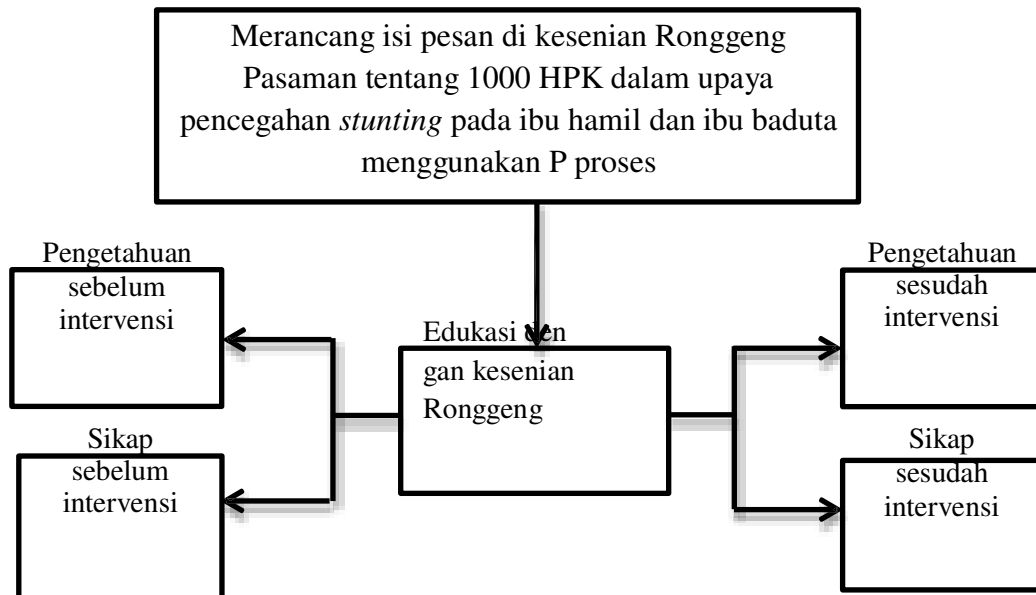 Merancang isi pesan di kesenian Ronggeng
Pasaman tentang 1000 HPK dalam upaya
pencegahan stunting pada ibu hamil dan ibu baduta
menggunakan P proses
Pengetahuan
sebelum
intervensi
Pengetahuan
sesudah
intervensi
Edukasi den
gan kesenian
Ronggeng
Sikap
sebelum
intervensi
Sikap
sesudah
intervensi